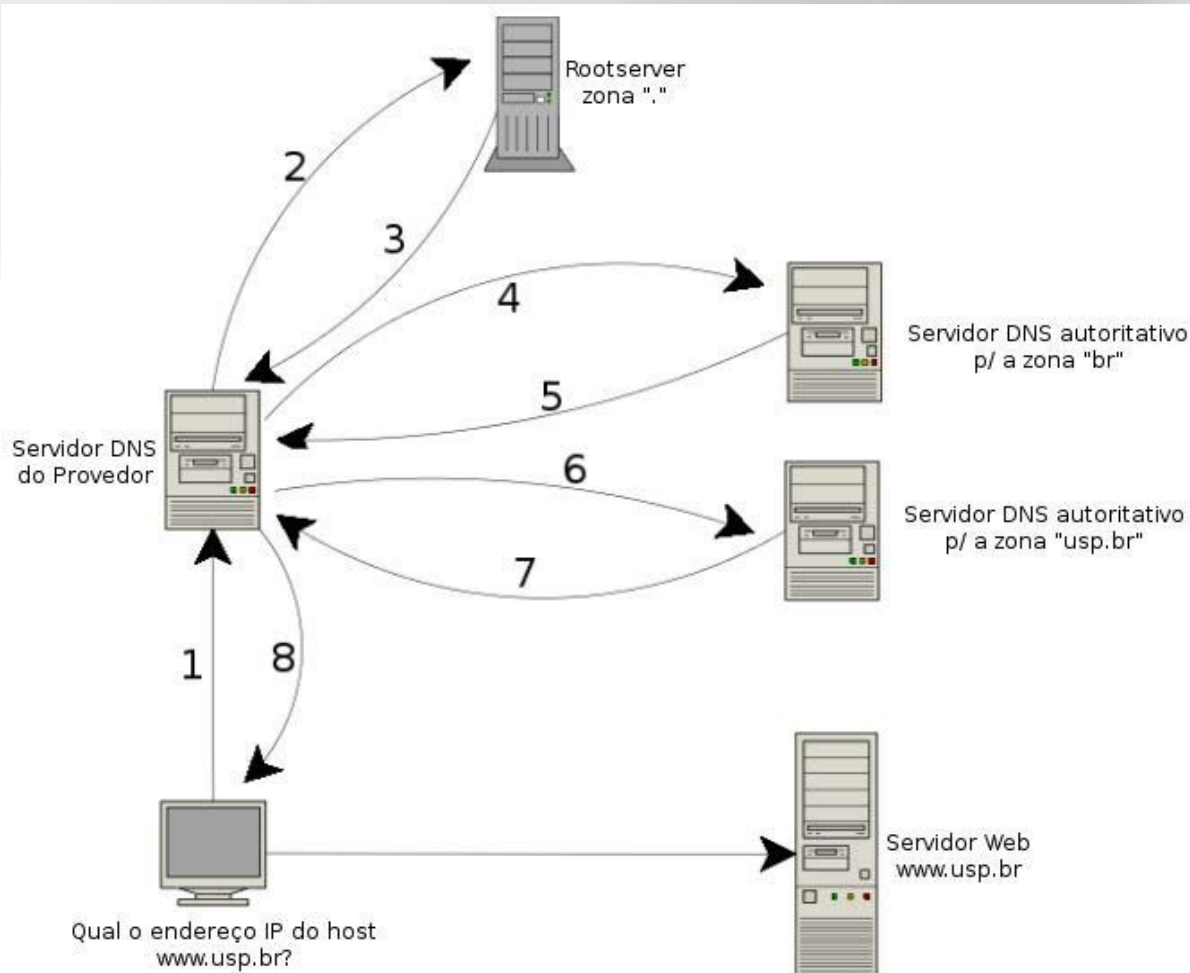 Rootserver
zona "."
2
3
4
Servidor DNS autoritativo
p/ a zona "br"
5
Servidor DNS
do Provedor
6
Servidor DNS autoritativo
p/ a zona "usp.br"
7
1
8
Servidor Web
www.usp.br
Qual o endereço IP do host
www.usp.br?